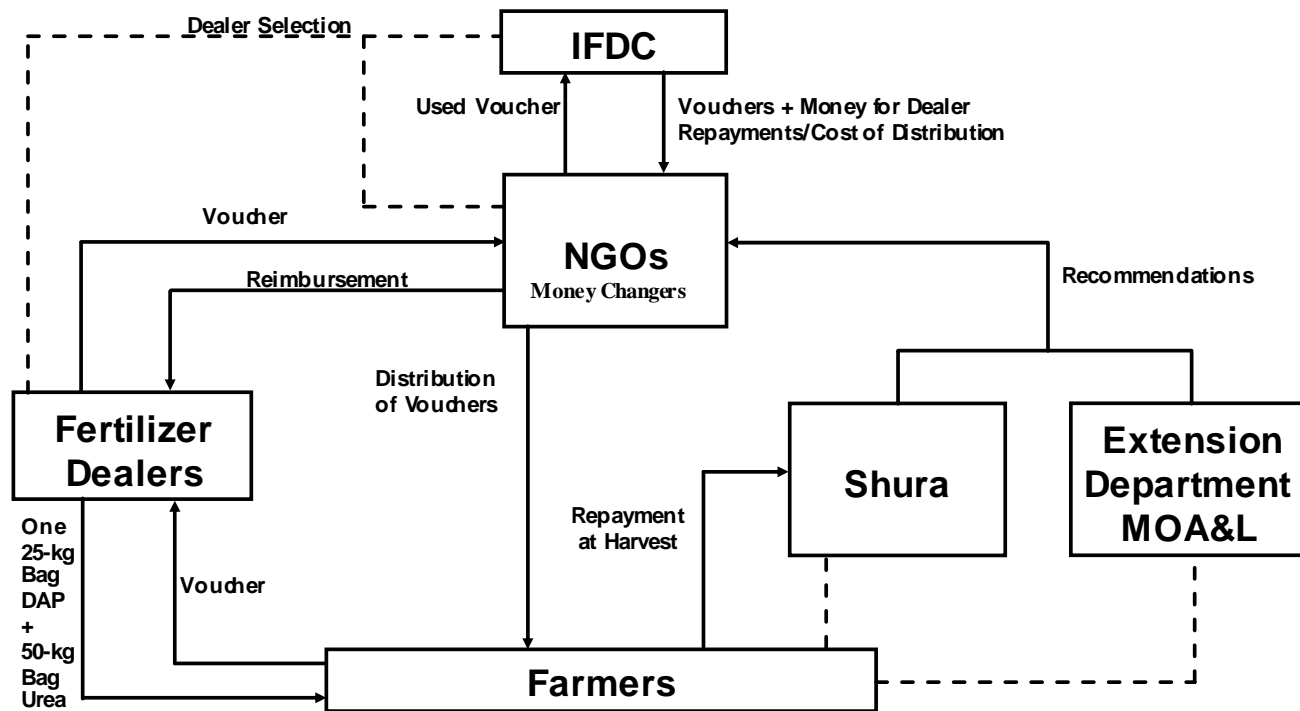 Dealer Selection
IFDC
Used Voucher
Vouchers + Money for Dealer
Repayments/Cost of Distribution
Voucher
NGOs
Money Changers
Reimbursement
Recommendations
Distribution
of Vouchers
Fertilizer
Dealers
Shura
Extension
Department
MOA&L
Repayment
at Harvest
One
25-kg
Bag
DAP
+
50-kg
Bag
Urea
Voucher
Farmers